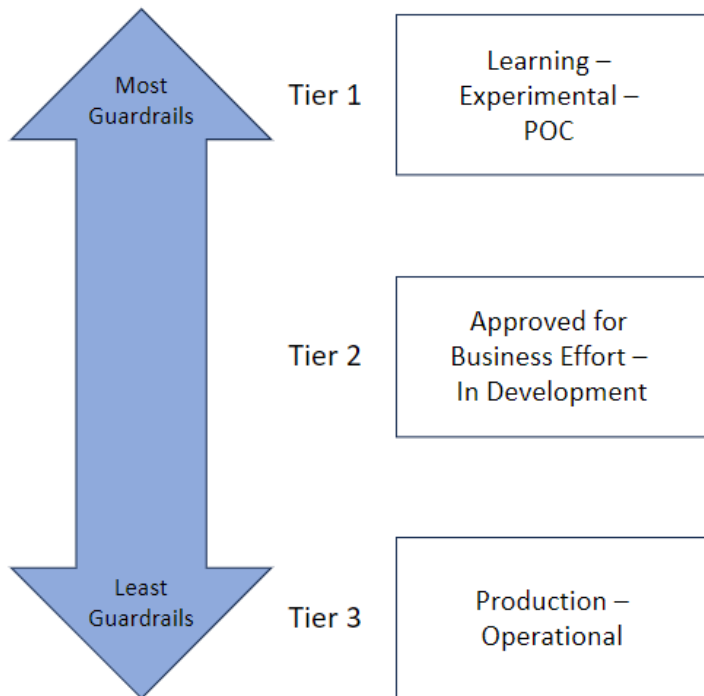 Most
Guardrails
Tier 1
Learning –
Experimental –
POC
Tier 2
Approved for
Business Effort –
In Development
Least
Guardrails
Tier 3
Production –
Operational